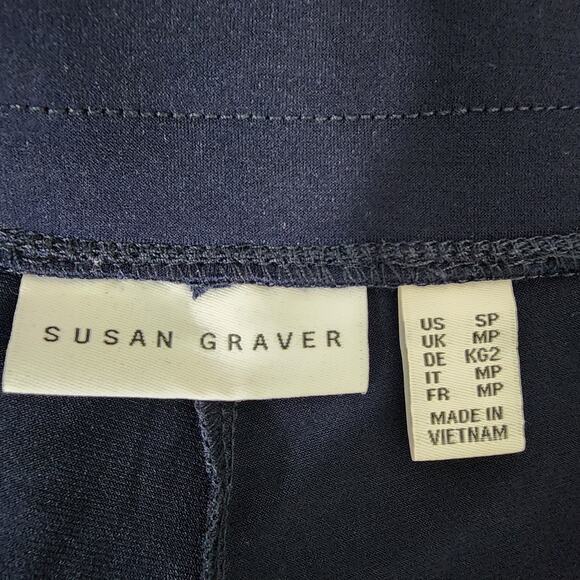 SUSAN GRAVER
US SP
UK MP
DE KG2
IT MP
FR MP
MADE IN
VIETNAM